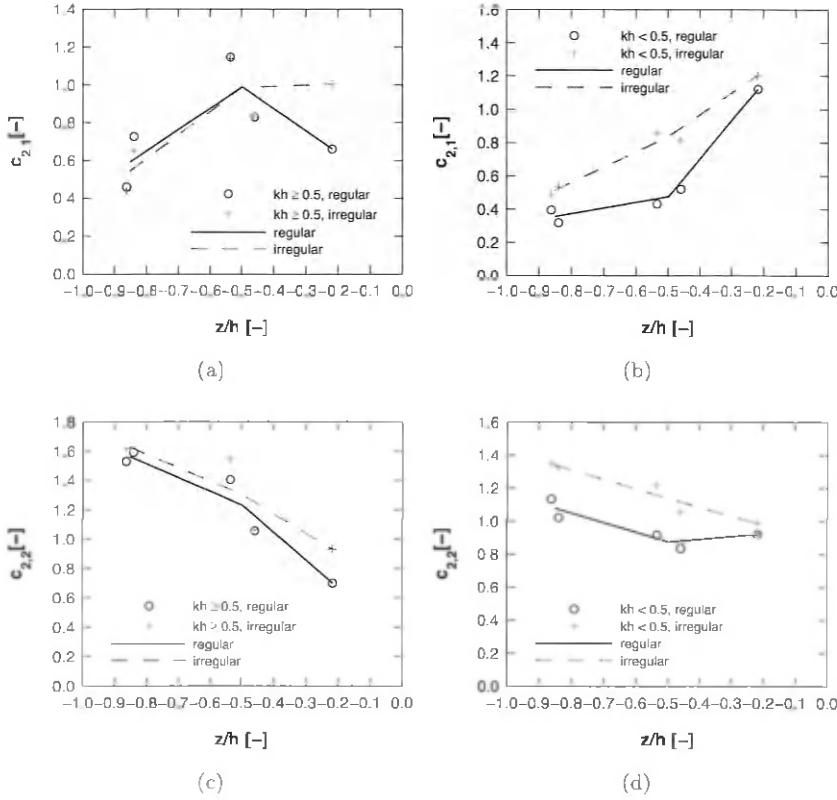 1.4
1.2
1.0
0.8
0.6
0.4
0.2
0.0
c2,1[–]
kh ≥ 0.5, regular
kh ≥ 0.5, irregular
regular
irregular
−1.0−0.9−0.8−0.7−0.6−0.5−0.4−0.3−0.2−0.1 0.0
z/h [–]
(a)
1.6
1.4
1.2
1.0
0.8
0.6
0.4
0.2
0.0
c2,1[–]
kh < 0.5, regular
kh < 0.5, irregular
regular
irregular
−1.0−0.9−0.8−0.7−0.6−0.5−0.4−0.3−0.2−0.1 0.0
z/h [–]
(b)
1.8
1.6
1.4
1.2
1.0
0.8
0.6
0.4
0.2
0.0
c2,2[–]
kh ≥ 0.5, regular
kh ≥ 0.5, irregular
regular
irregular
−1.0−0.9−0.8−0.7−0.6−0.5−0.4−0.3−0.2−0.1 0.0
z/h [–]
(c)
1.6
1.4
1.2
1.0
0.8
0.6
0.4
0.2
0.0
c2,2[–]
kh < 0.5, regular
kh < 0.5, irregular
regular
irregular
−1.0−0.9−0.8−0.7−0.6−0.5−0.4−0.3−0.2−0.1 0.0
z/h [–]
(d)